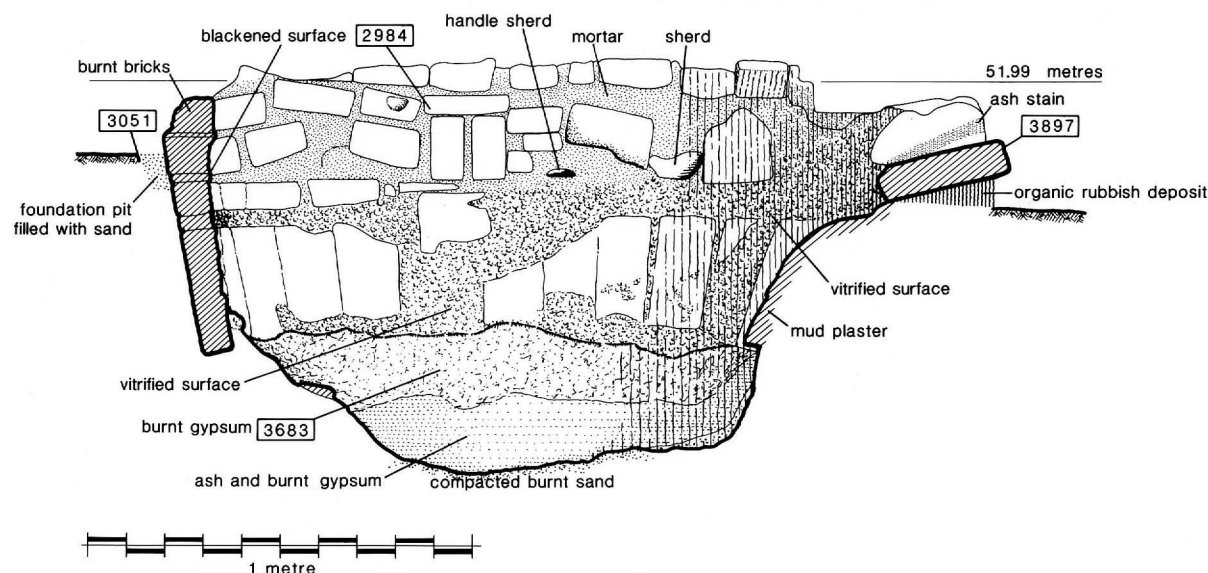 handle sherd
blackened surface 2984
mortar
sherd
burnt bricks
51.99 metres
ash stain
3051
3897
organic rubbish deposit
foundation pit
filled with sand
vitrified surface
mud plaster
vitrified surface
burnt gypsum 3683
ash and burnt gypsum
compacted burnt sand
1 metre